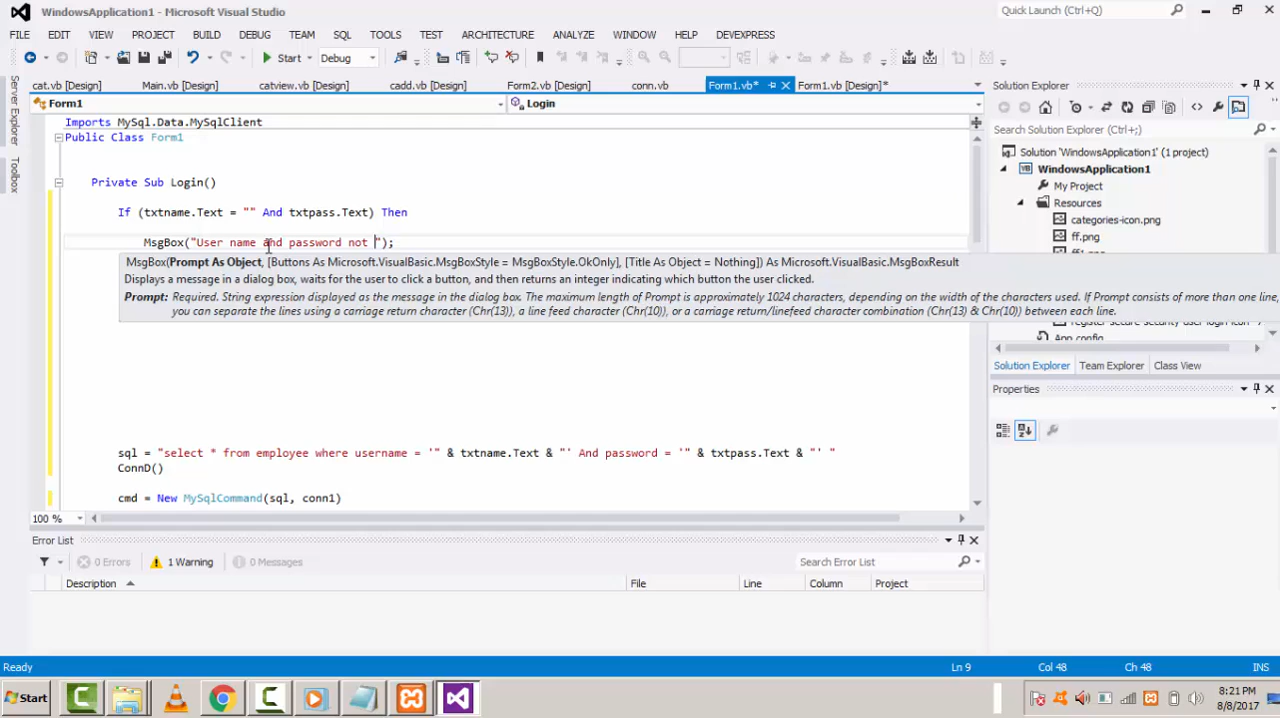 WindowsApplication1 - Microsoft Visual Studio
Quick Launch (Ctrl+Q)
FILE EDIT VIEW PROJECT BUILD DEBUG TEAM SQL TOOLS TEST ARCHITECTURE ANALYZE WINDOW HELP DEVEXPRESS
Start Debug
cat.vb [Design] Main.vb [Design] catview.vb [Design] cadd.vb [Design] Form2.vb [Design] conn.vb Form1.vb* Form1.vb [Design]*
Server Explorer
Toolbox
Form1 Login
Imports MySql.Data.MySqlClient
Public Class Form1
Private Sub Login()
If (txtname.Text = "" And txtpass.Text) Then
MsgBox("User name and password not ");
MsgBox(Prompt As Object, [Buttons As Microsoft.VisualBasic.MsgBoxStyle = MsgBoxStyle.OkOnly], [Title As Object = Nothing]) As Microsoft.VisualBasic.MsgBoxResult
Displays a message in a dialog box, waits for the user to click a button, and then returns an integer indicating which button the user clicked.
Prompt: Required. String expression displayed as the message in the dialog box. The maximum length of Prompt is approximately 1024 characters, depending on the width of the characters used. If Prompt consists of more than one line,
you can separate the lines using a carriage return character (Chr(13)), a line feed character (Chr(10)), or a carriage return/linefeed character combination (Chr(13) & Chr(10)) between each line.
sql = "select * from employee where username = '" & txtname.Text & "' And password = '" & txtpass.Text & "' "
ConnD()
cmd = New MySqlCommand(sql, conn1)
100 %
Solution Explorer
Search Solution Explorer (Ctrl+;)
Solution 'WindowsApplication1' (1 project)
WindowsApplication1
My Project
Resources
categories-icon.png
ff.png
App.config
Solution Explorer Team Explorer Class View
Properties
Error List
0 Errors 1 Warning 0 Messages
Search Error List
Description File Line Column Project
Ready Ln 9 Col 48 Ch 48 INS
Start
8:21 PM
8/8/2017